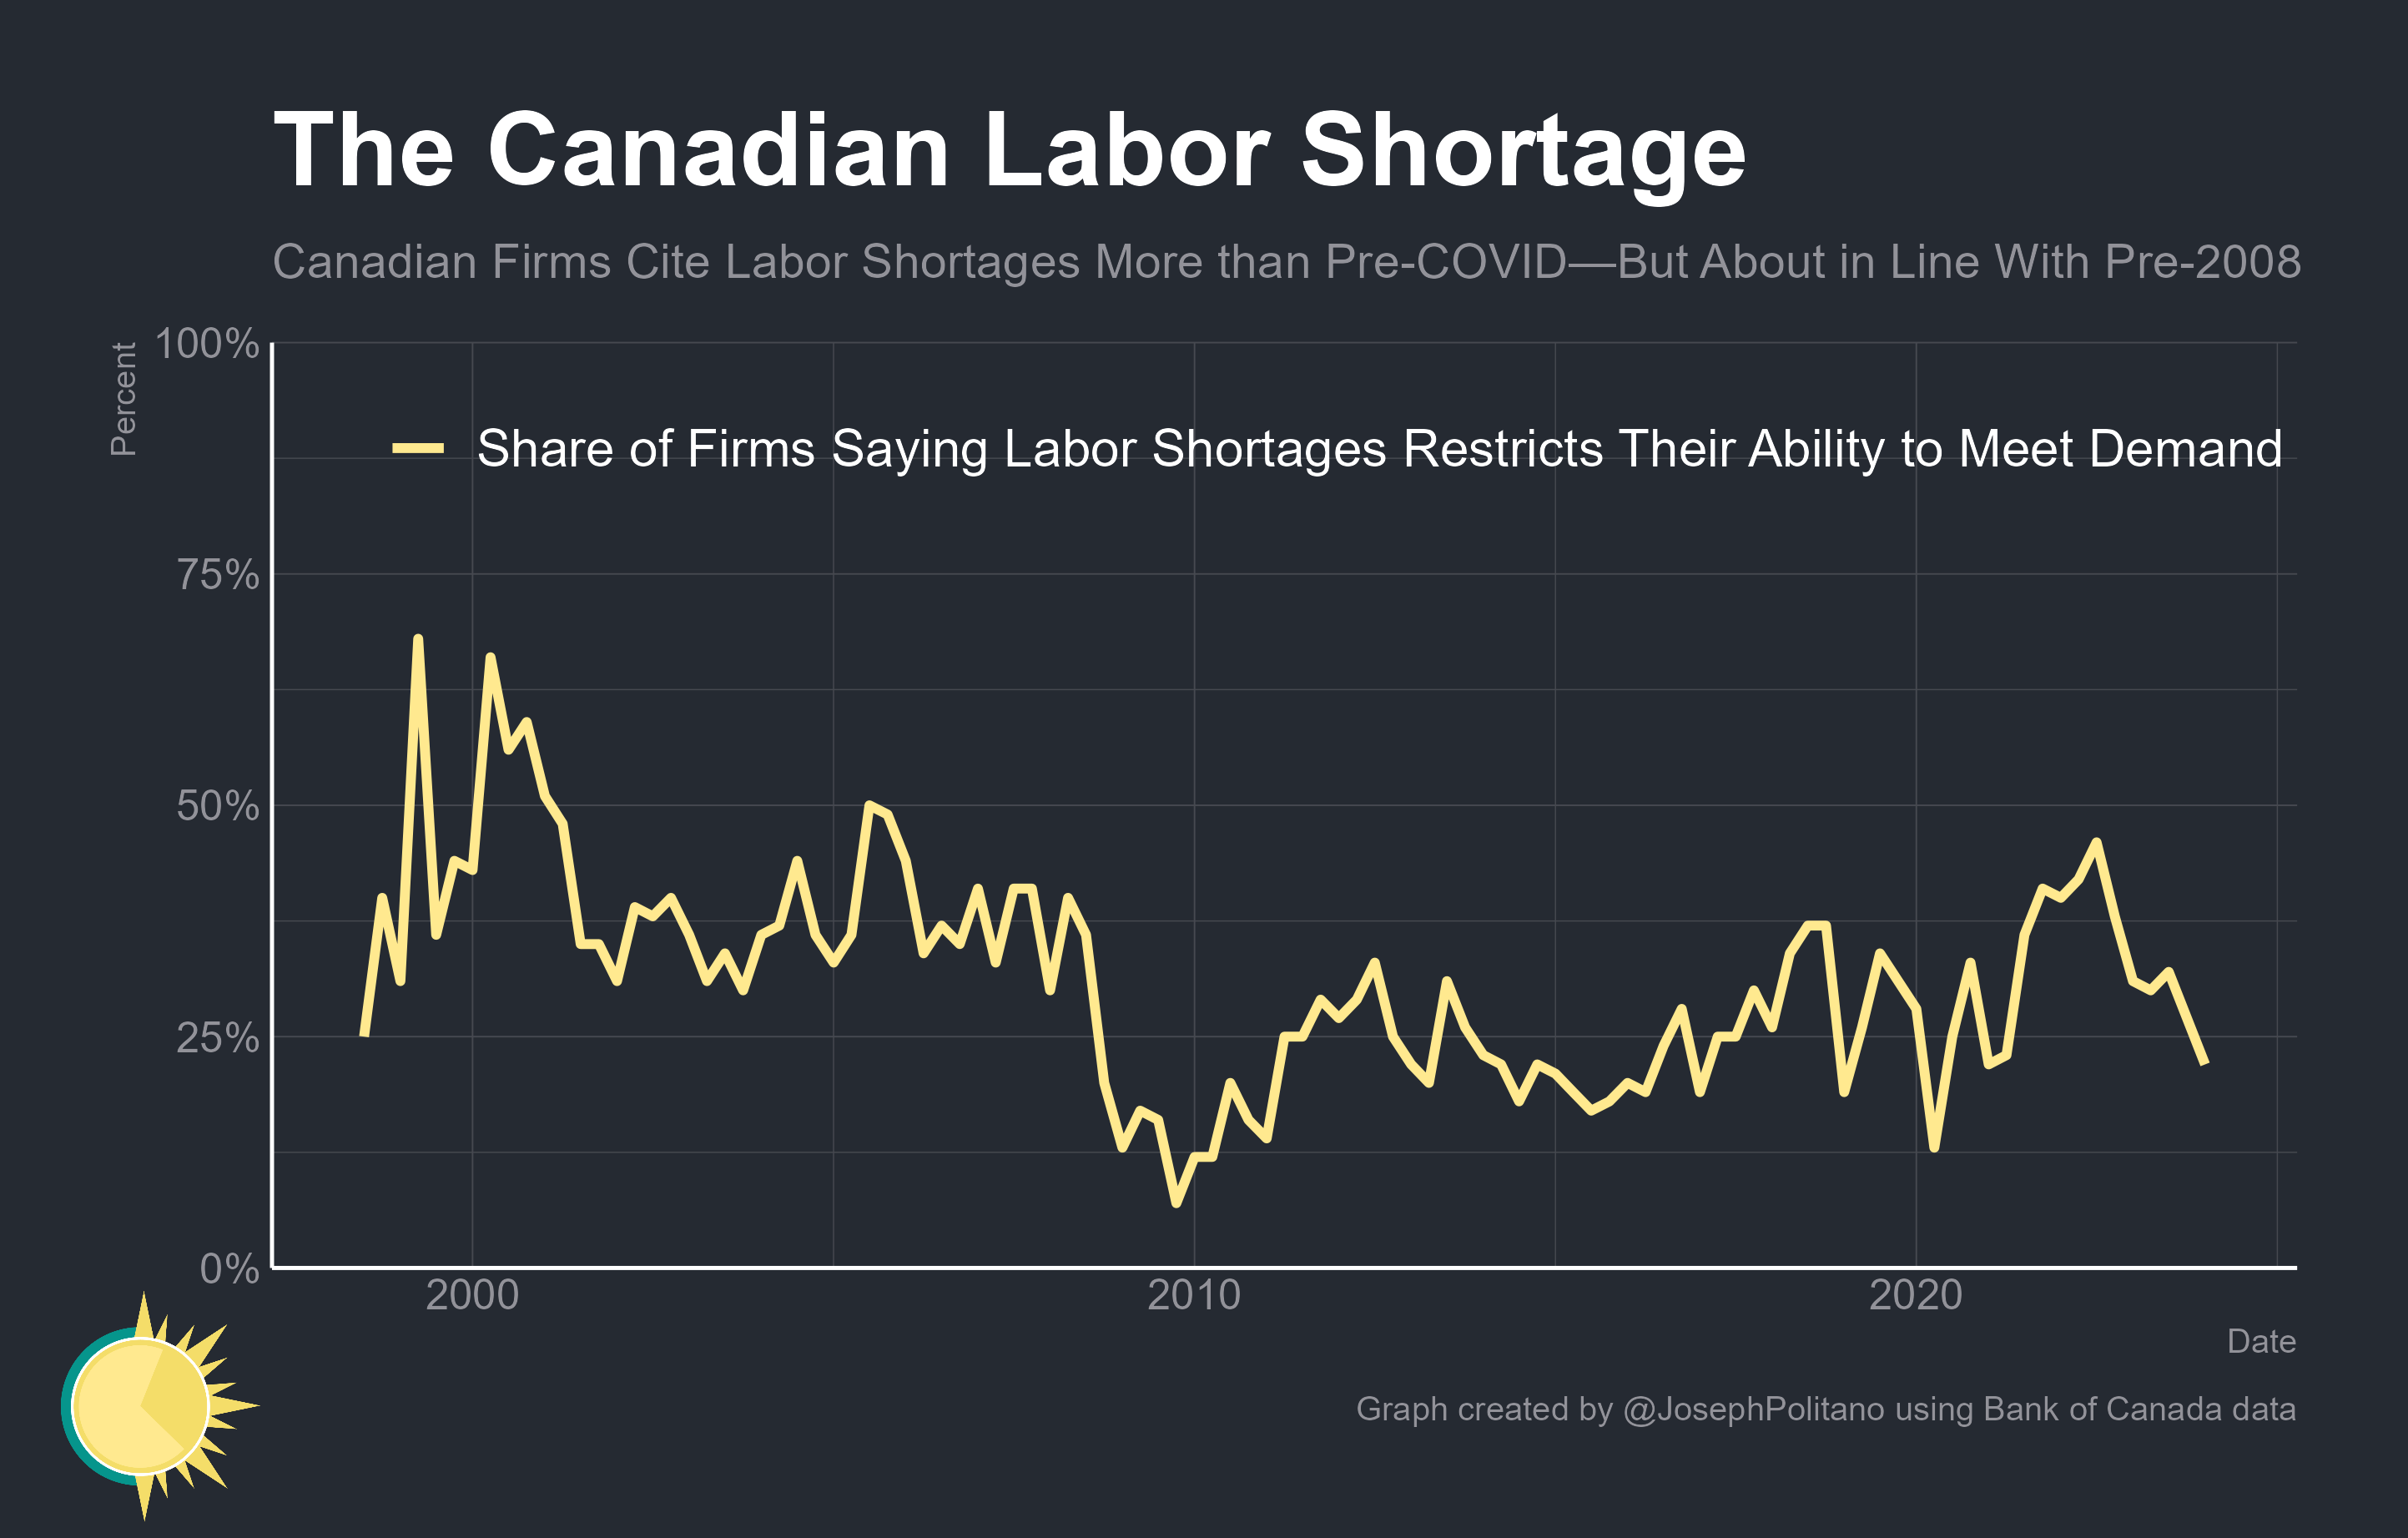 The Canadian Labor Shortage
Canadian Firms Cite Labor Shortages More than Pre-COVID—But About in Line With Pre-2008
Percent
100%
Share of Firms Saying Labor Shortages Restricts Their Ability to Meet Demand
75%
50%
25%
0%
2000
2010
2020
Date
Graph created by @JosephPolitano using Bank of Canada data